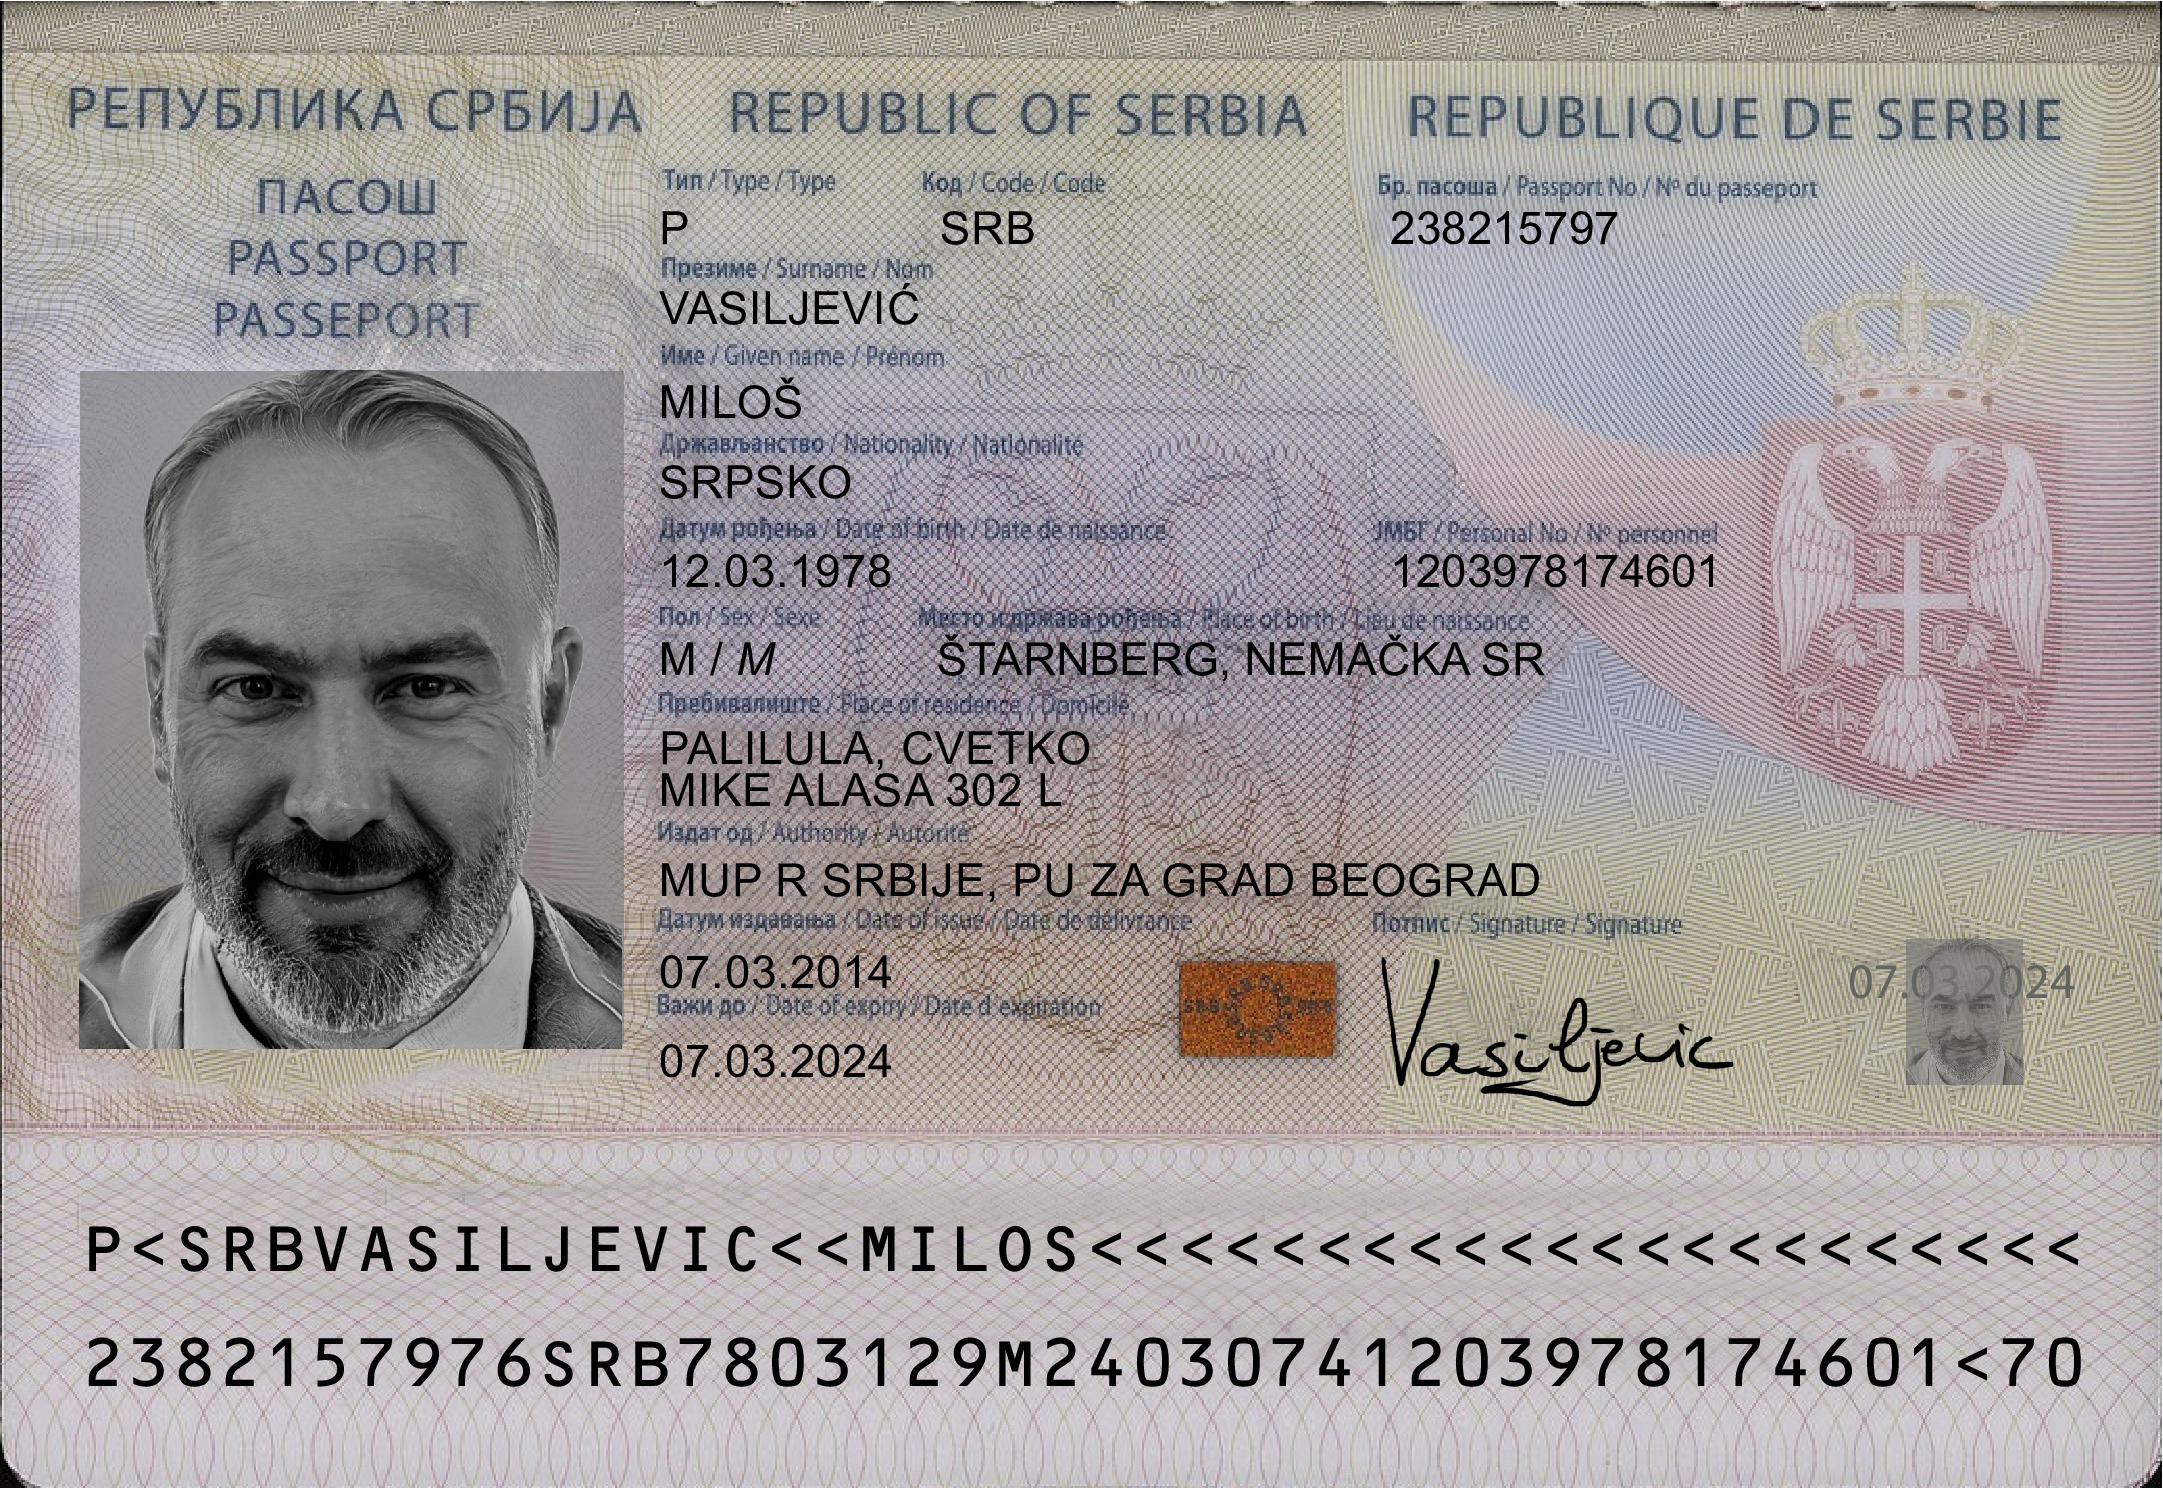 РЕПУБЛИКА СРБИЈА REPUBLIC OF SERBIA REPUBLIQUE DE SERBIE
ПАСОШ
PASSPORT
PASSEPORT
Тип / Type / Type Код / Code / Code Бр. пасоша / Passport No / Nº du passeport
P SRB 238215797
Презиме / Surname / Nom
VASILJEVIĆ
Име / Given name / Prénom
MILOŠ
Држављанство / Nationality / Nationalité
SRPSKO
Датум рођења / Date of birth / Date de naissance ЈМБГ / Personal No / Nº personnel
12.03.1978 1203978174601
Пол / Sex / Sexe Место и држава рођења / Place of birth / Lieu de naissance
M / M ŠTARNBERG, NEMAČKA SR
Пребивалиште / Place of residence / Domicile
PALILULA, CVETKO
MIKE ALASA 302 L
Издат од / Authority / Autorité
MUP R SRBIJE, PU ZA GRAD BEOGRAD
Датум издавања / Date of issue / Date de délivrance Потпис / Signature / Signature
07.03.2014
Важи до / Date of expiry / Date d expiration
07.03.2024
Vasiljevic
07.03.2024
P<SRBVASILJEVIC<<MILOS<<<<<<<<<<<<<<<<<<<<<<
2382157976SRB7803129M24030741203978174601<70